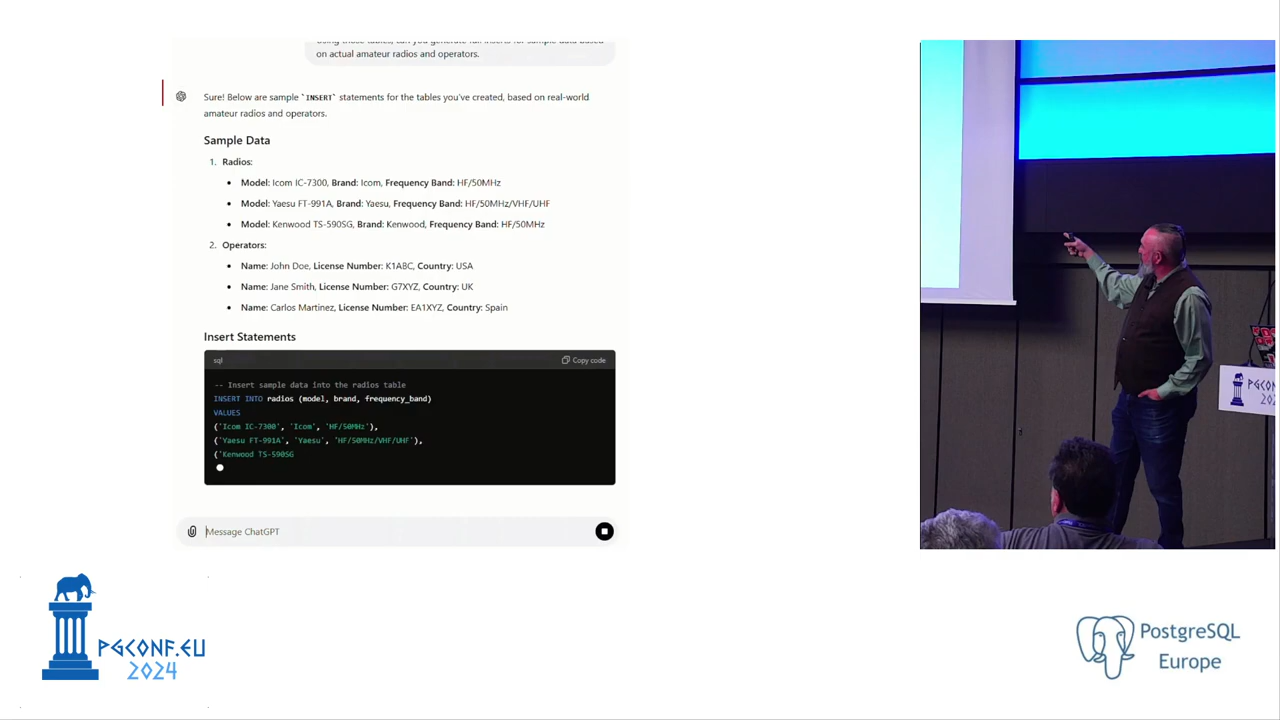 on actual amateur radios and operators.
Sure! Below are sample `INSERT` statements for the tables you've created, based on real-world
amateur radios and operators.
Sample Data
1. Radios:
• Model: Icom IC-7300, Brand: Icom, Frequency Band: HF/50MHz
• Model: Yaesu FT-991A, Brand: Yaesu, Frequency Band: HF/50MHz/VHF/UHF
• Model: Kenwood TS-590SG, Brand: Kenwood, Frequency Band: HF/50MHz
2. Operators:
• Name: John Doe, License Number: K1ABC, Country: USA
• Name: Jane Smith, License Number: G7XYZ, Country: UK
• Name: Carlos Martinez, License Number: EA1XYZ, Country: Spain
Insert Statements
sql
Copy code
-- Insert sample data into the radios table
INSERT INTO radios (model, brand, frequency_band)
VALUES
('Icom IC-7300', 'Icom', 'HF/50MHz'),
('Yaesu FT-991A', 'Yaesu', 'HF/50MHz/VHF/UHF'),
('Kenwood TS-590SG
Message ChatGPT
PGCONF.EU
2024
PostgreSQL
Europe